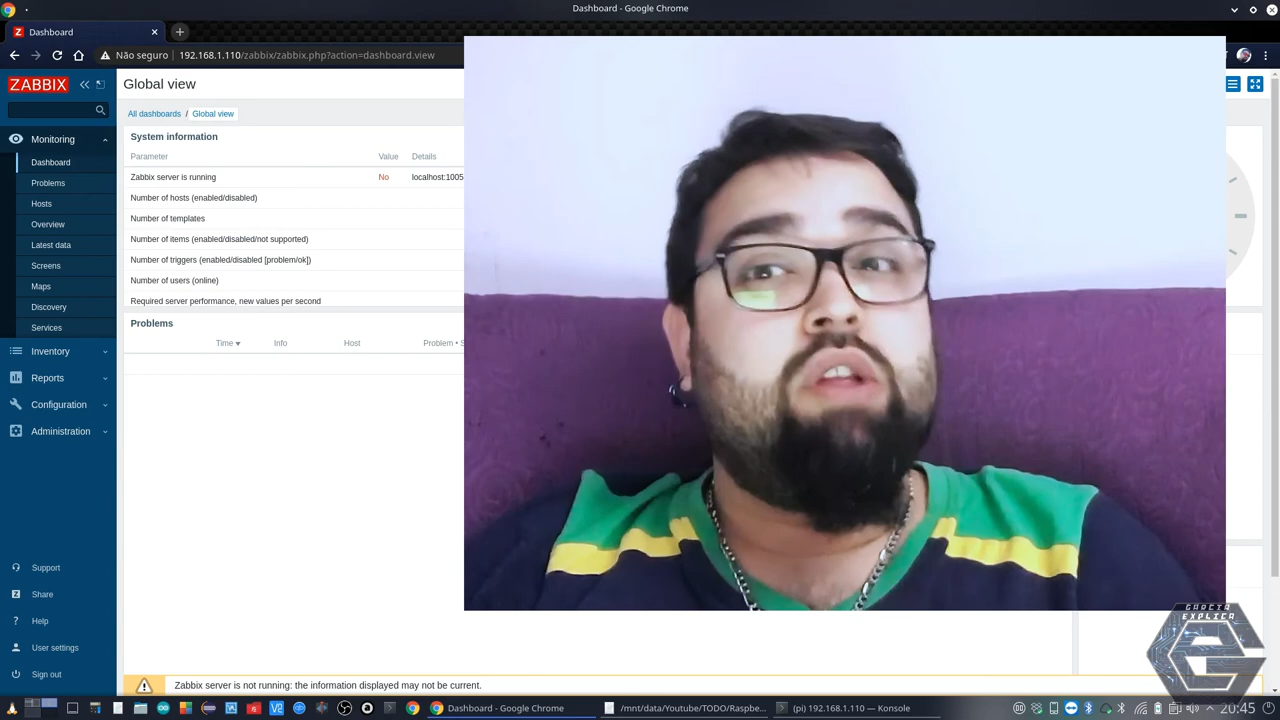 Dashboard - Google Chrome
Dashboard
Não seguro 192.168.1.110/zabbix/zabbix.php?action=dashboard.view
ZABBIX
Global view
All dashboards / Global view
Monitoring
Dashboard
Problems
Hosts
Overview
Latest data
Screens
Maps
Discovery
Services
Inventory
Reports
Configuration
Administration
Support
Share
Help
User settings
Sign out
System information
Parameter Value Details
Zabbix server is running No localhost:1005
Number of hosts (enabled/disabled)
Number of templates
Number of items (enabled/disabled/not supported)
Number of triggers (enabled/disabled [problem/ok])
Number of users (online)
Required server performance, new values per second
Problems
Time Info Host Problem • S
Zabbix server is not running: the information displayed may not be current.
GARCIA
EXPLICA
Dashboard - Google Chrome
/mnt/data/Youtube/TODO/Raspbe...
(pi) 192.168.1.110 — Konsole
20:45